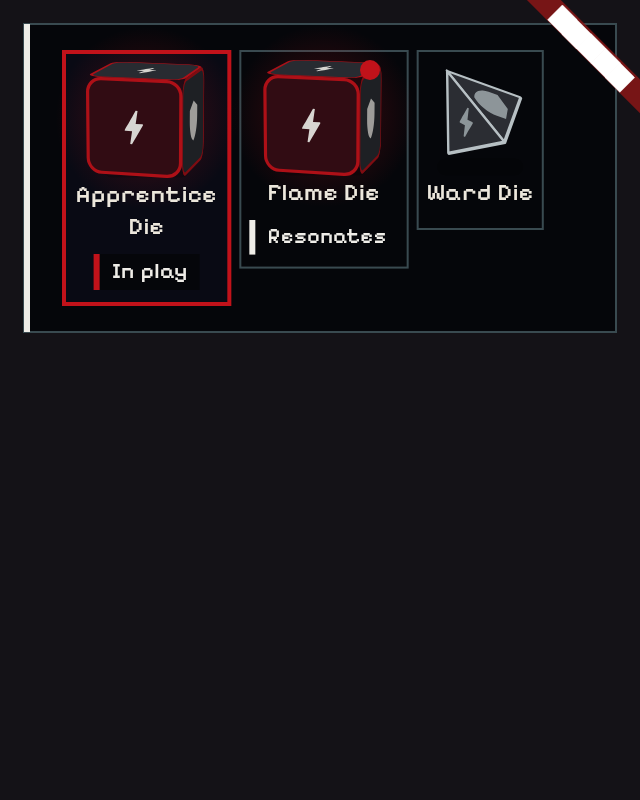 Apprentice
Die
In play
Flame Die
Resonates
Ward Die